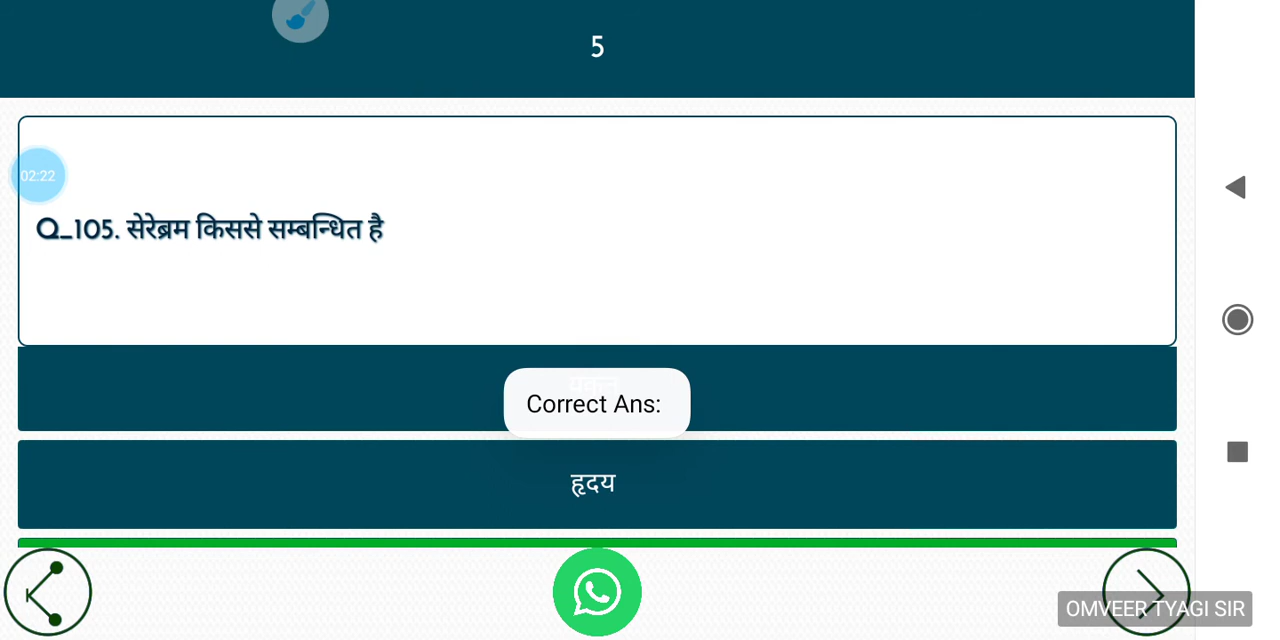 5
02:22
Q_105. सेरेब्रम किससे सम्बन्धित है
Correct Ans:
हृदय
OMVEER TYAGI SIR